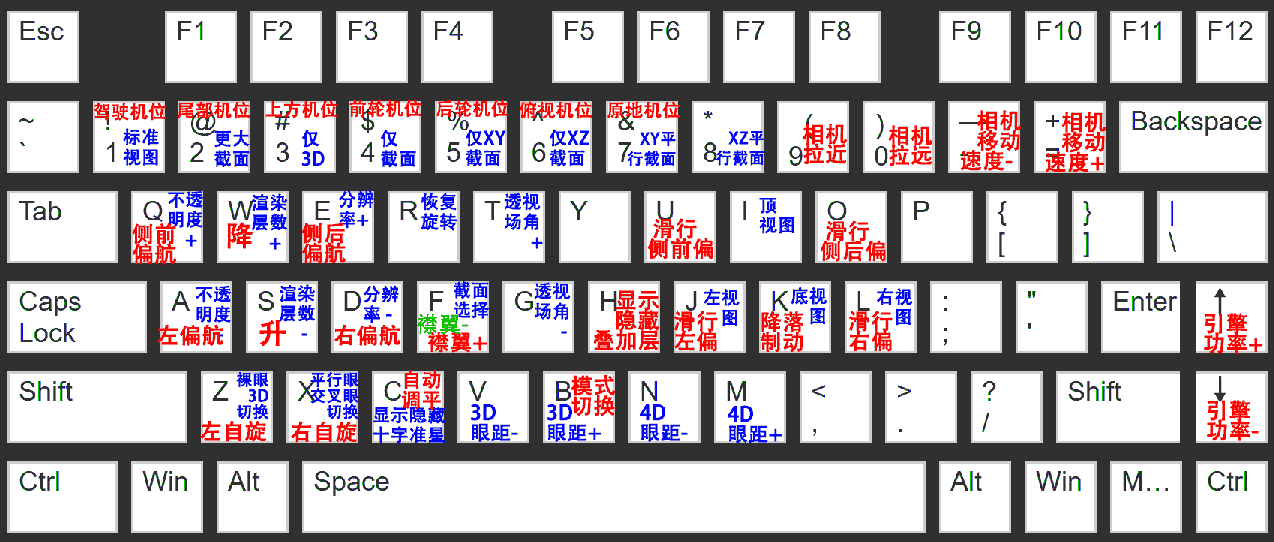 Esc F1 F2 F3 F4 F5 F6 F7 F8 F9 F10 F11 F12
~ ` 
! 1 驾驶机位 标准视图
@ 2 尾部机位 更大截面
# 3 上方机位 仅3D
$ 4 前轮机位 仅截面
% 5 后轮机位 仅XY截面
^ 6 俯视机位 仅XZ截面
& 7 原地机位 XY平行截面
* 8 XZ平行截面
( 9 相机拉近
) 0 相机拉远
— 相机移动速度-
+ = 相机移动速度+
Backspace
Tab
Q 不透明度+ 侧前偏航
W 渲染层数+ 降
E 分辨率+ 侧后偏航
R 恢复旋转
T 透视场角+
Y
U 滑行侧前偏
I 顶视图
O 滑行侧后偏
P
{ [
} ]
| \
Caps Lock
A 不透明度- 左偏航
S 渲染层数- 升
D 分辨率- 右偏航
F 截面选择 襟翼- 襟翼+
G 透视场角-
H 显示隐藏叠加层
J 左视图 滑行左偏
K 底视图 降落制动
L 右视图 滑行右偏
: ;
" '
Enter
↑ 引擎功率+
Shift
Z 裸眼3D切换 左自旋
X 平行眼交叉眼切换 右自旋
C 自动调平 显示隐藏十字准星
V 3D眼距-
B 模式切换 3D眼距+
N 4D眼距-
M 4D眼距+
< ,
> .
? /
Shift
↓ 引擎功率-
Ctrl Win Alt Space Alt Win M... Ctrl